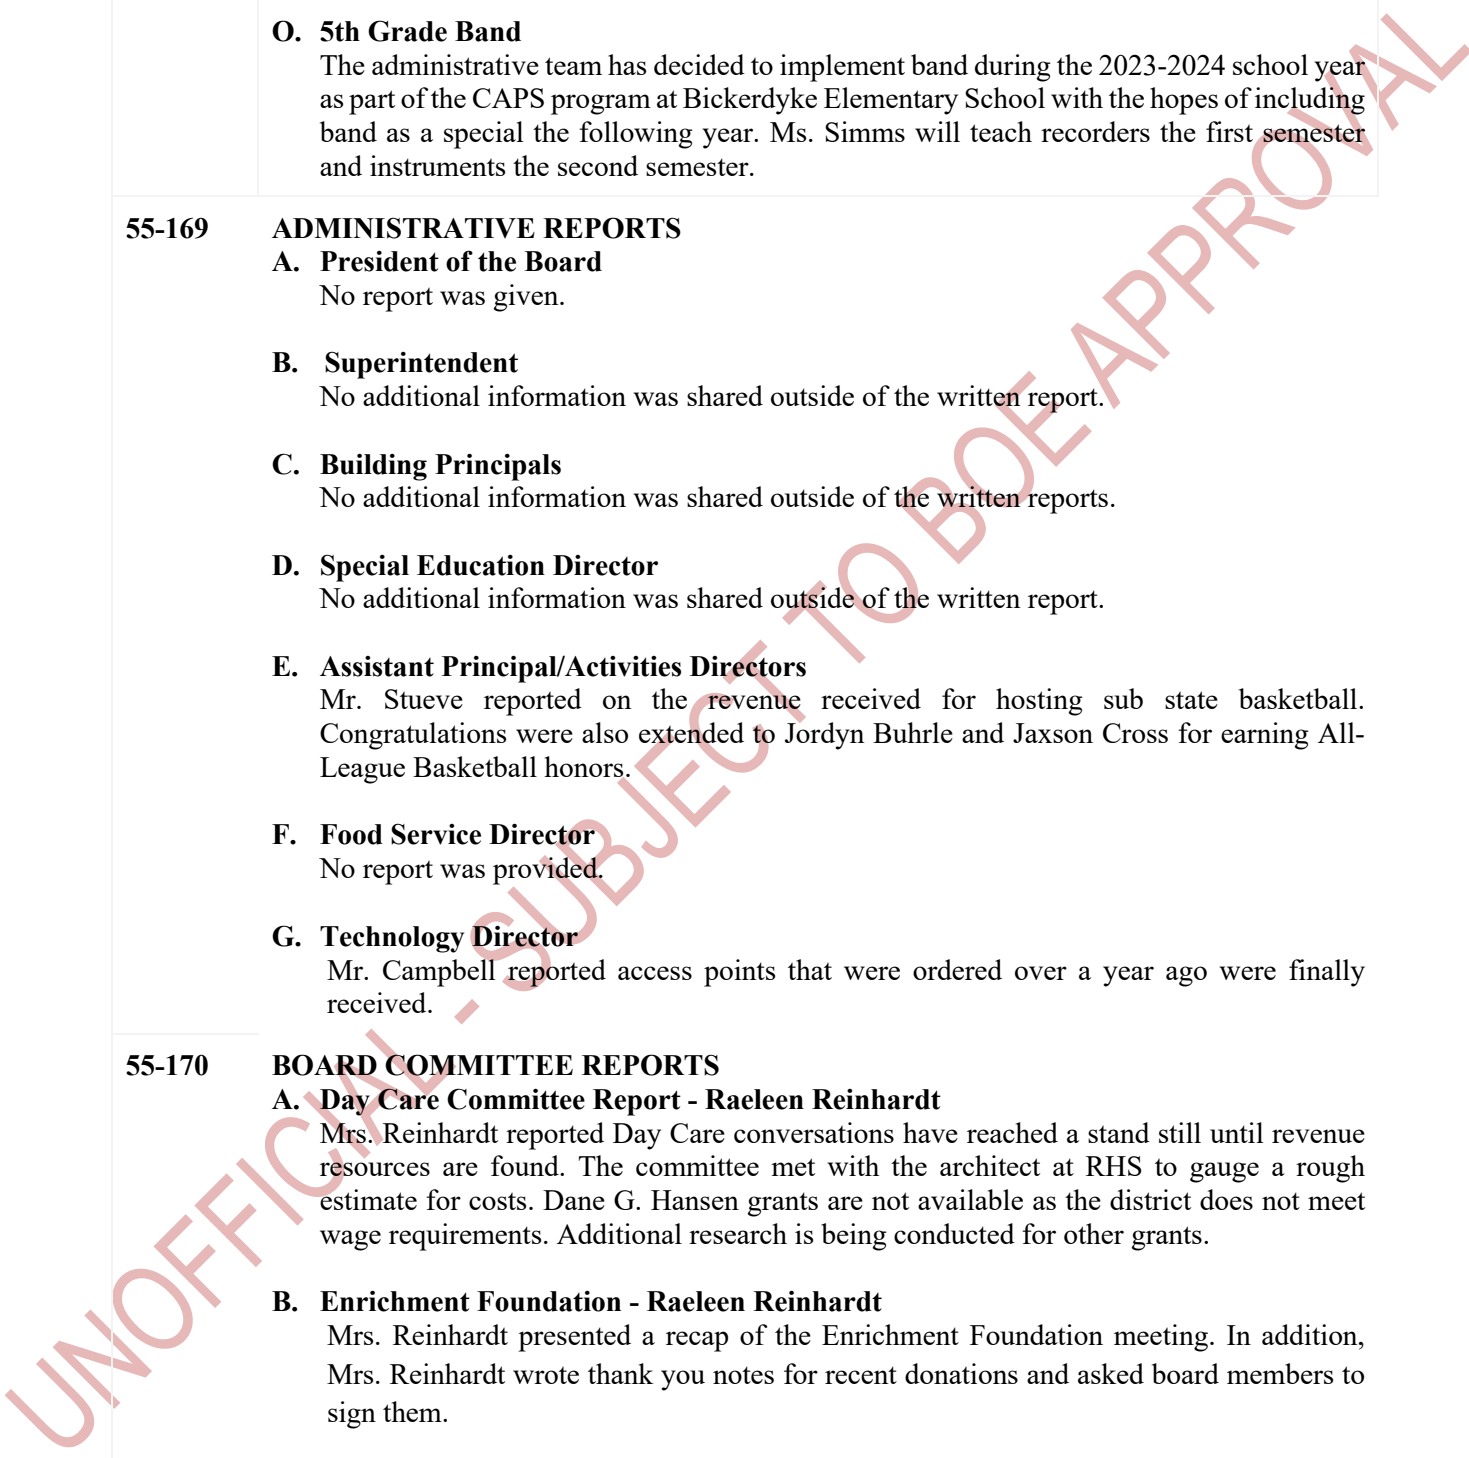 O. 5th Grade Band
The administrative team has decided to implement band during the 2023-2024 school year
as part of the CAPS program at Bickerdyke Elementary School with the hopes of including
band as a special the following year. Ms. Simms will teach recorders the first semester
and instruments the second semester.
55-169 ADMINISTRATIVE REPORTS
A. President of the Board
No report was given.
B. Superintendent
No additional information was shared outside of the written report.
C. Building Principals
No additional information was shared outside of the written reports.
D. Special Education Director
No additional information was shared outside of the written report.
E. Assistant Principal/Activities Directors
Mr. Stueve reported on the revenue received for hosting sub state basketball.
Congratulations were also extended to Jordyn Buhrle and Jaxson Cross for earning All-
League Basketball honors.
F. Food Service Director
No report was provided.
G. Technology Director
Mr. Campbell reported access points that were ordered over a year ago were finally
received.
55-170 BOARD COMMITTEE REPORTS
A. Day Care Committee Report - Raeleen Reinhardt
Mrs. Reinhardt reported Day Care conversations have reached a stand still until revenue
resources are found. The committee met with the architect at RHS to gauge a rough
estimate for costs. Dane G. Hansen grants are not available as the district does not meet
wage requirements. Additional research is being conducted for other grants.
B. Enrichment Foundation - Raeleen Reinhardt
Mrs. Reinhardt presented a recap of the Enrichment Foundation meeting. In addition,
Mrs. Reinhardt wrote thank you notes for recent donations and asked board members to
sign them.
UNOFFICIAL - SUBJECT TO BOE APPROVAL